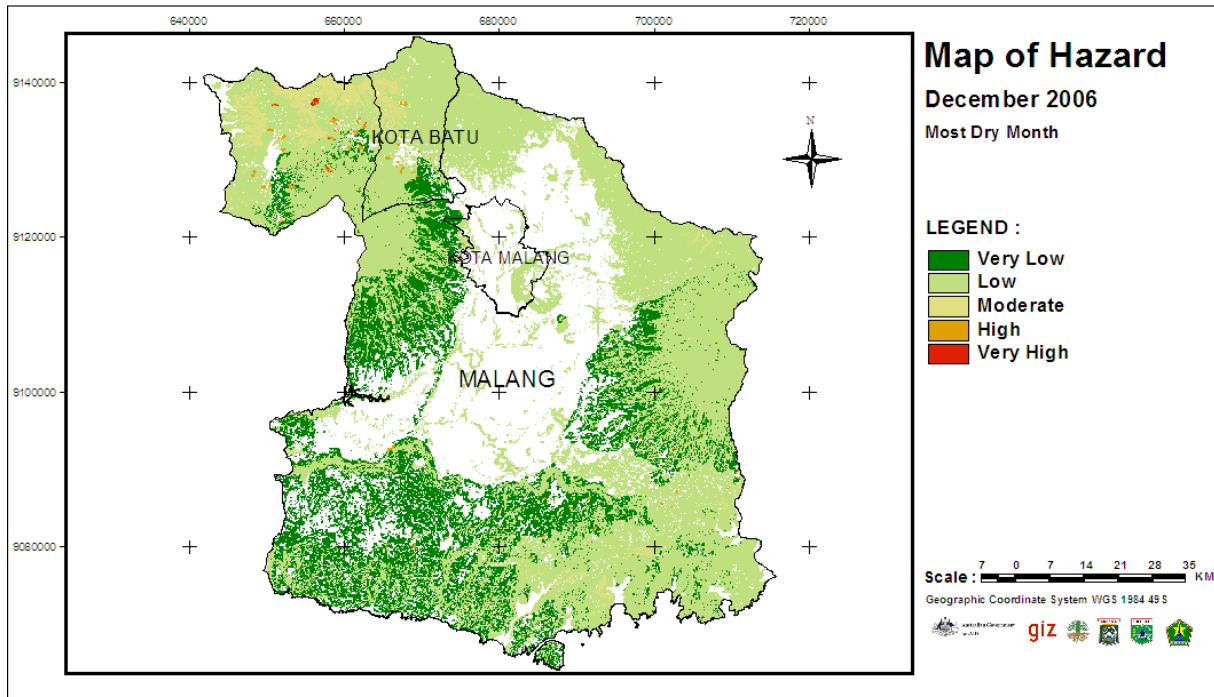 640000 660000 680000 700000 720000
Map of Hazard
December 2006
Most Dry Month
N
9140000
KOTA BATU
9120000
KOTA MALANG
LEGEND :
Very Low
Low
Moderate
High
Very High
MALANG
9100000
9080000
7 0 7 14 21 28 35
Scale : KM
Geographic Coordinate System WGS 1984 49 S
Australian Government
giz